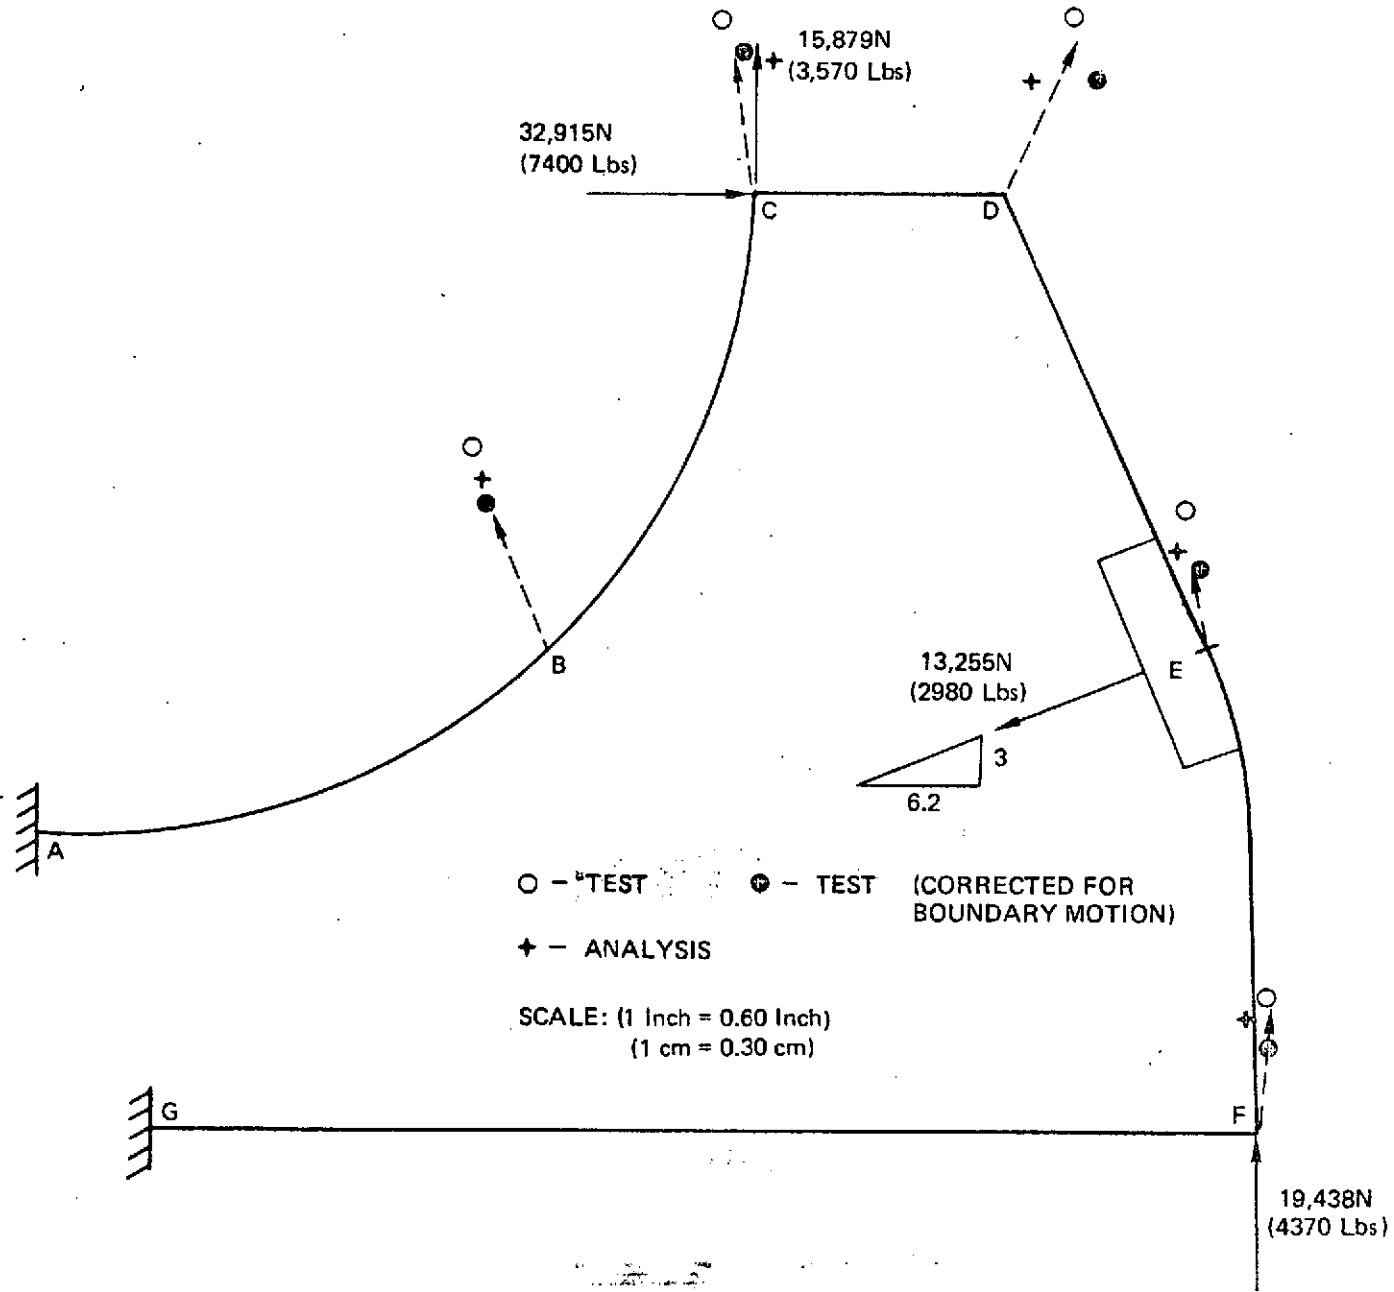 15,879N
(3,570 Lbs)
32,915N
(7400 Lbs)
C
D
B
13,255N
(2980 Lbs)
E
3
6.2
A
○ - TEST ● - TEST (CORRECTED FOR
BOUNDARY MOTION)
+ - ANALYSIS
SCALE: (1 Inch = 0.60 Inch)
(1 cm = 0.30 cm)
G
F
19,438N
(4370 Lbs)